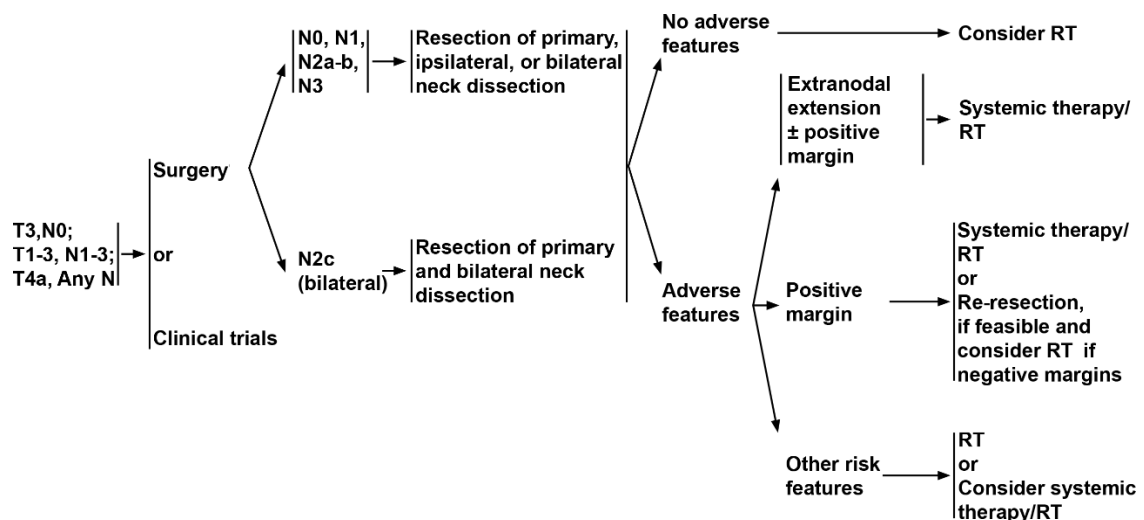 T3,N0;
T1-3, N1-3;
T4a, Any N
Surgery
or
Clinical trials
N0, N1,
N2a-b,
N3
Resection of primary,
ipsilateral, or bilateral
neck dissection
N2c
(bilateral)
Resection of primary
and bilateral neck
dissection
No adverse
features
Consider RT
Adverse
features
Extranodal
extension
± positive
margin
Systemic therapy/
RT
Positive
margin
Systemic therapy/
RT
or
Re-resection,
if feasible and
consider RT if
negative margins
Other risk
features
RT
or
Consider systemic
therapy/RT